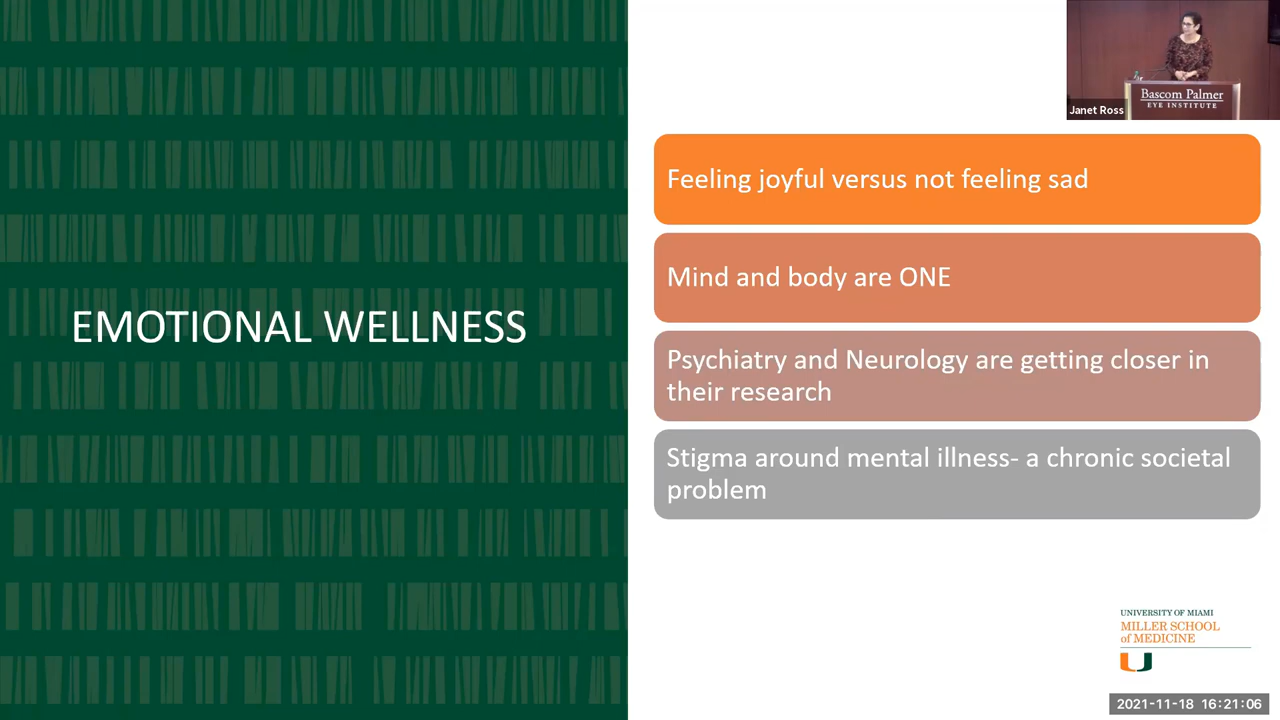 EMOTIONAL WELLNESS
Janet Ross
Bascom Palmer
EYE INSTITUTE
Feeling joyful versus not feeling sad
Mind and body are ONE
Psychiatry and Neurology are getting closer in
their research
Stigma around mental illness- a chronic societal
problem
UNIVERSITY OF MIAMI
MILLER SCHOOL
of MEDICINE
2021-11-18 16:21:06